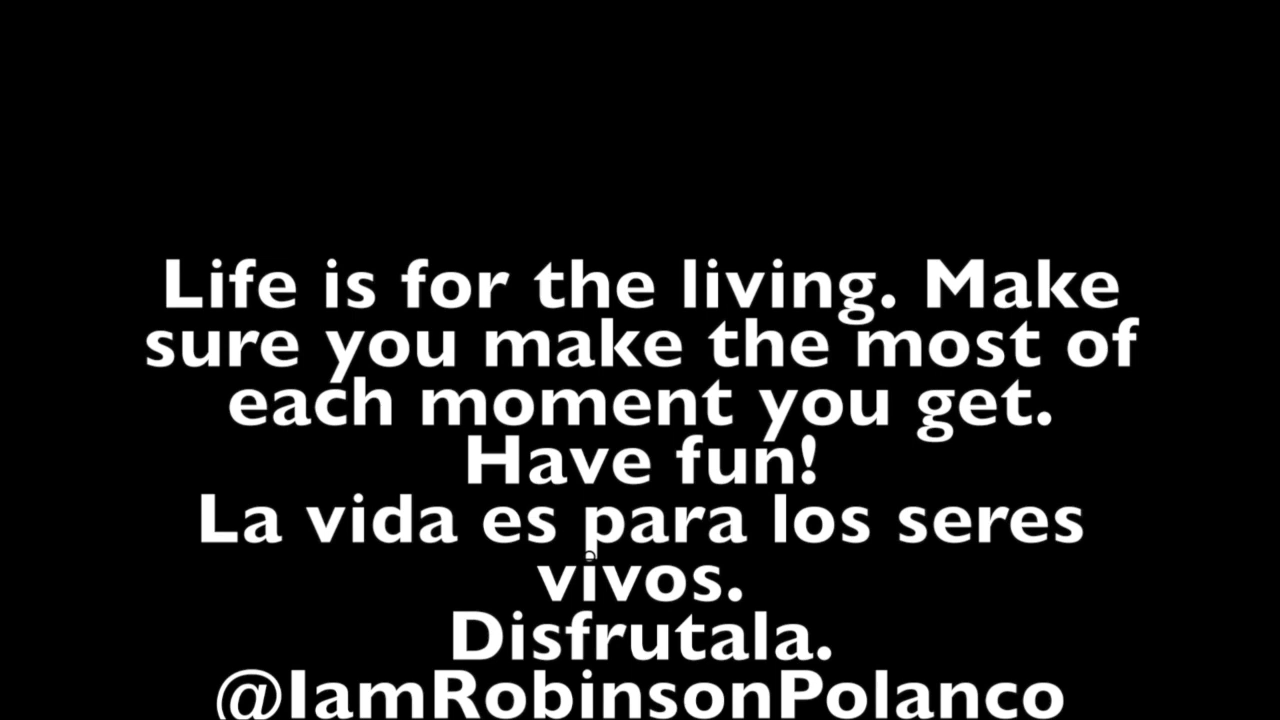 Life is for the living. Make
sure you make the most of
each moment you get.
Have fun!
La vida es para los seres
vivos.
Disfrutala.
@IamRobinsonPolanco